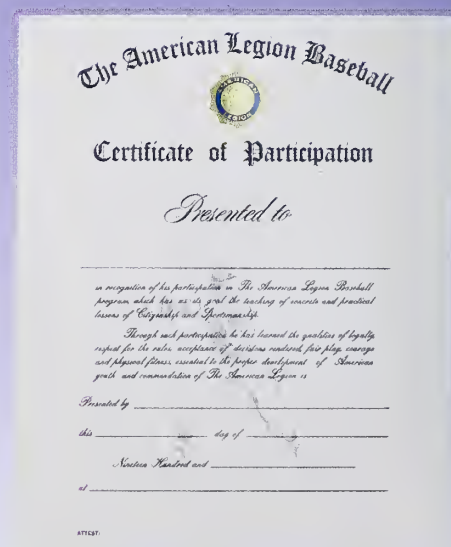 The American Legion Baseball
AMERICAN
LEGION
Certificate of Participation
Presented to
in recognition of his participation in The American Legion Baseball
program which has as its goal the teaching of concrete and practical
lessons of Citizenship and Sportsmanship.
Through such participation he has learned the qualities of loyalty,
respect for the rules, acceptance of decisions rendered, fair play, courage
and physical fitness, essential to the proper development of American
youth and commendation of The American Legion is
Presented by
this day of
Nineteen Hundred and
at
ATTEST: